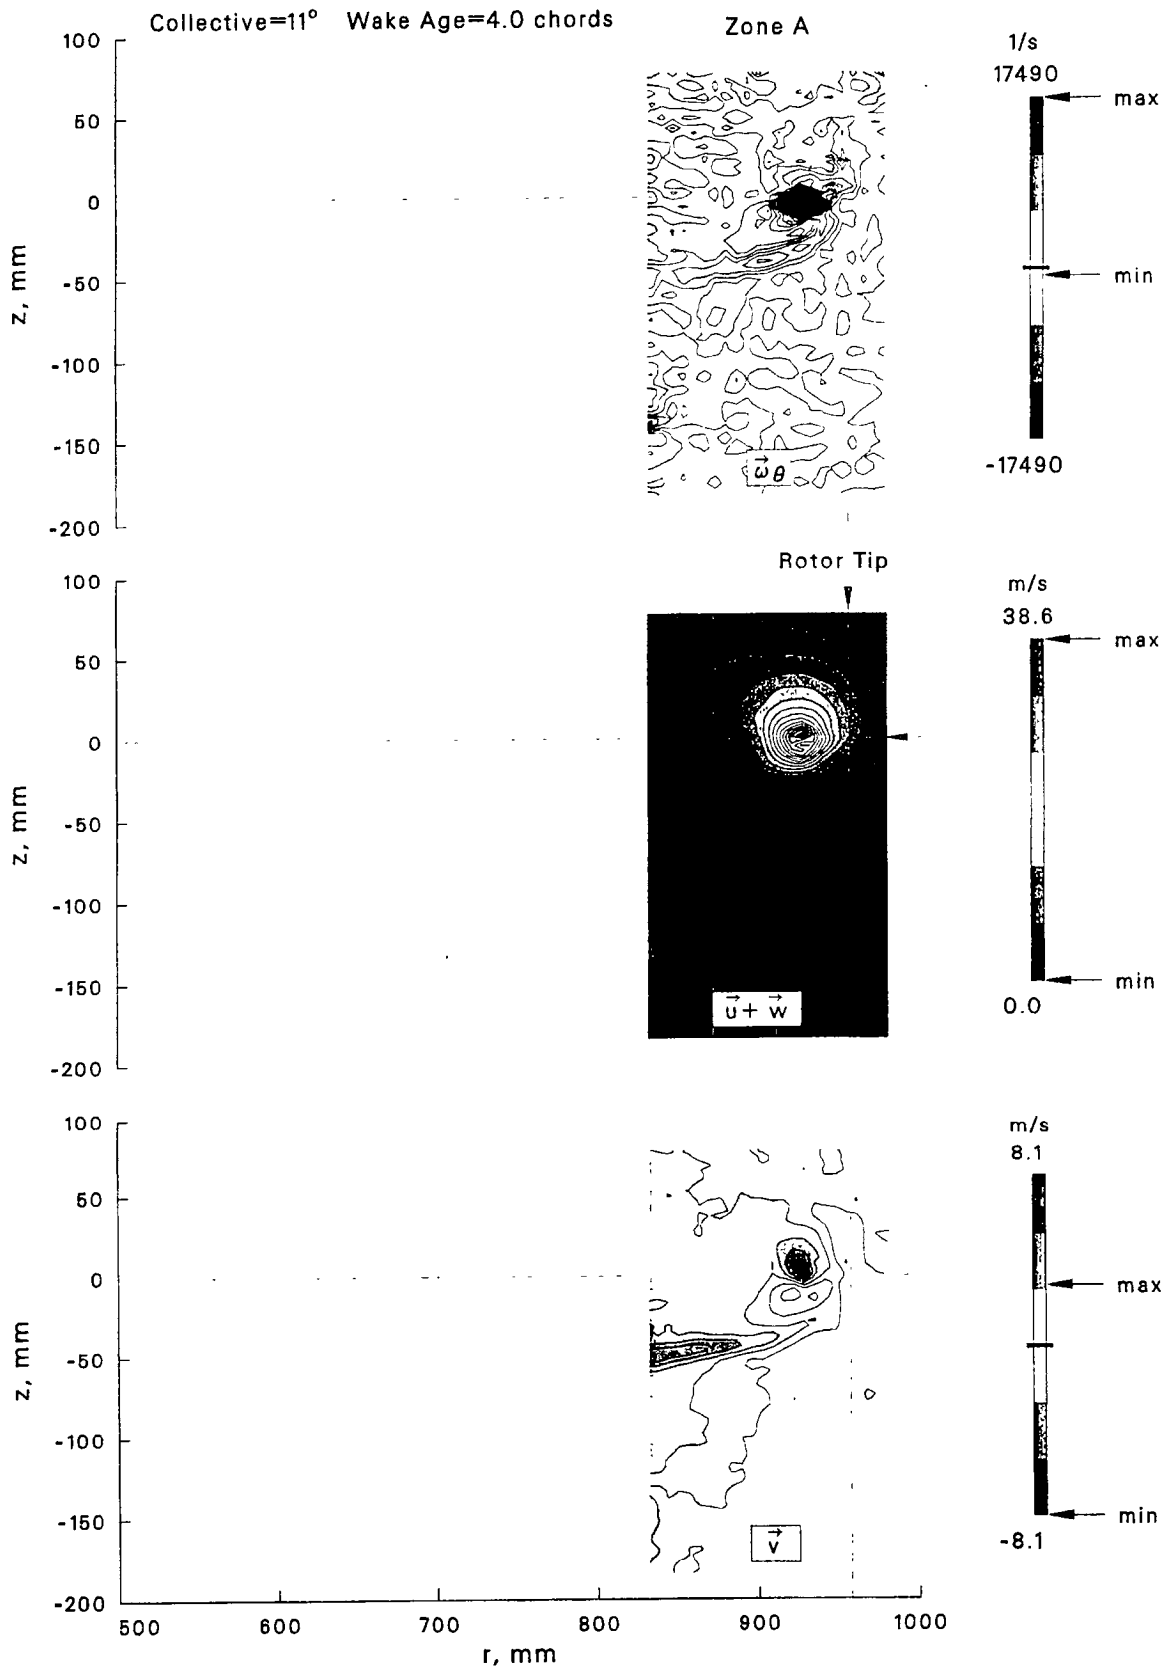 Collective=11° Wake Age=4.0 chords Zone A
100
50
0
-50
-100
-150
-200
z, mm
ω⃗θ
1/s
17490
max
min
-17490
Rotor Tip
100
50
0
-50
-100
-150
-200
z, mm
u⃗ + w⃗
m/s
38.6
max
min
0.0
100
50
0
-50
-100
-150
-200
z, mm
v⃗
m/s
8.1
max
min
-8.1
500 600 700 800 900 1000
r, mm